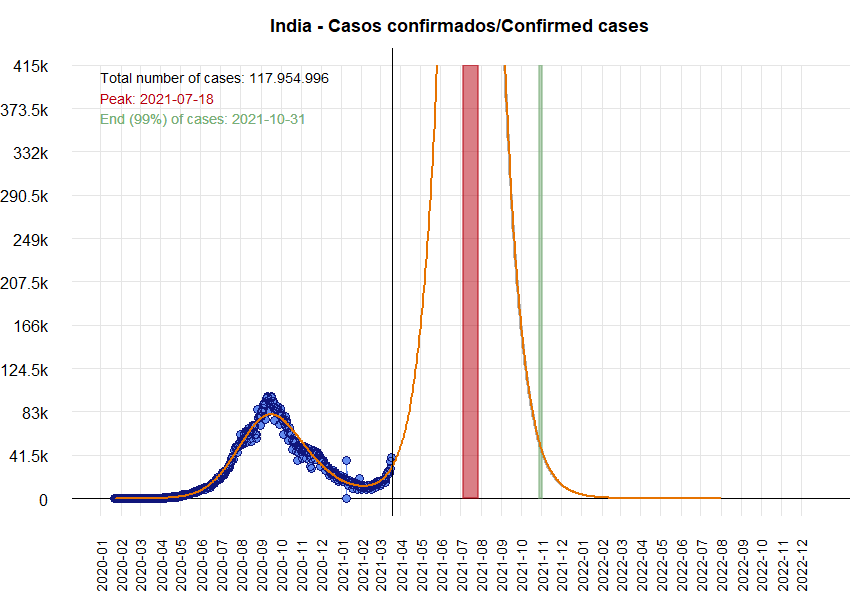 India - Casos confirmados/Confirmed cases
415k
373.5k
332k
290.5k
249k
207.5k
166k
124.5k
83k
41.5k
0
Total number of cases: 117.954.996
Peak: 2021-07-18
End (99%) of cases: 2021-10-31
2020-01
2020-02
2020-03
2020-04
2020-05
2020-06
2020-07
2020-08
2020-09
2020-10
2020-11
2020-12
2021-01
2021-02
2021-03
2021-04
2021-05
2021-06
2021-07
2021-08
2021-09
2021-10
2021-11
2021-12
2022-01
2022-02
2022-03
2022-04
2022-05
2022-06
2022-07
2022-08
2022-09
2022-10
2022-11
2022-12